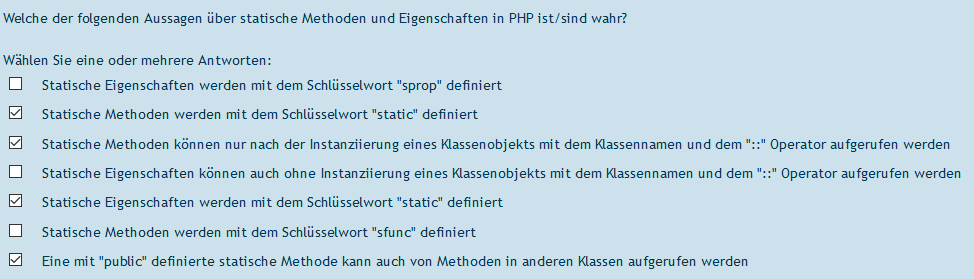 Welche der folgenden Aussagen über statische Methoden und Eigenschaften in PHP ist/sind wahr?
Wählen Sie eine oder mehrere Antworten:
Statische Eigenschaften werden mit dem Schlüsselwort "sprop" definiert
Statische Methoden werden mit dem Schlüsselwort "static" definiert
Statische Methoden können nur nach der Instanziierung eines Klassenobjekts mit dem Klassennamen und dem "::" Operator aufgerufen werden
Statische Eigenschaften können auch ohne Instanziierung eines Klassenobjekts mit dem Klassennamen und dem "::" Operator aufgerufen werden
Statische Eigenschaften werden mit dem Schlüsselwort "static" definiert
Statische Methoden werden mit dem Schlüsselwort "sfunc" definiert
Eine mit "public" definierte statische Methode kann auch von Methoden in anderen Klassen aufgerufen werden